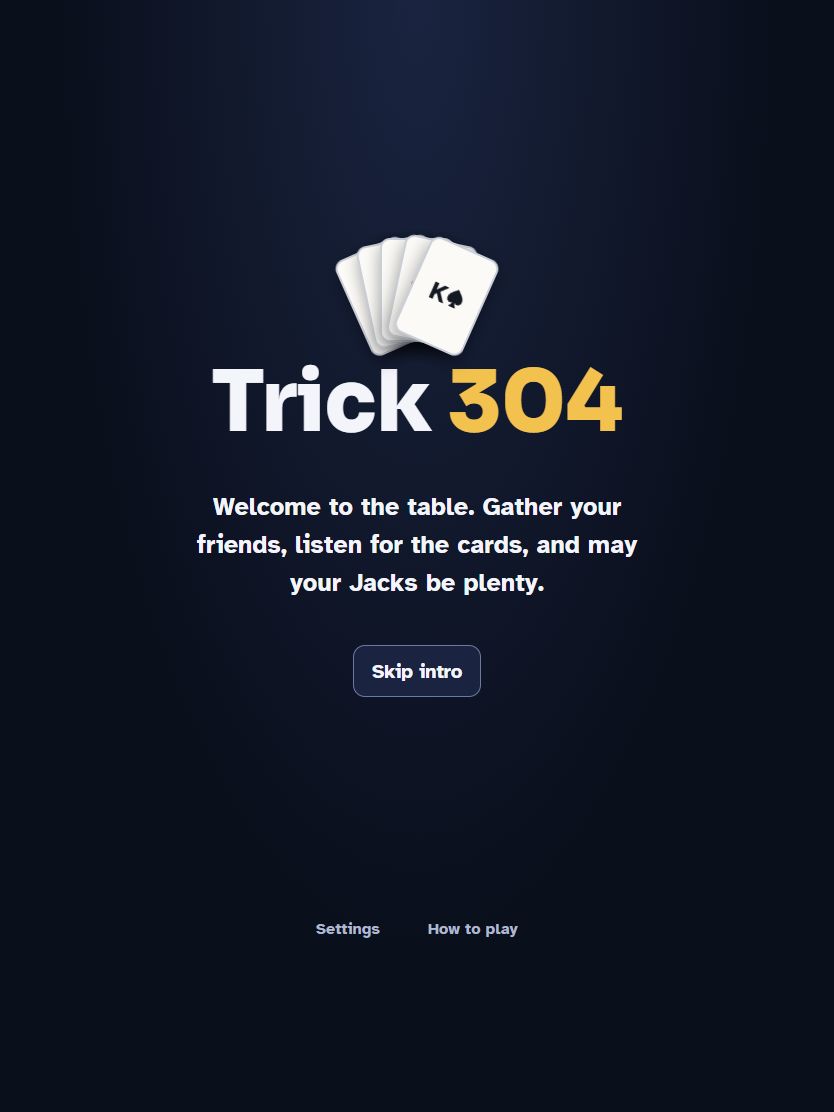 K♠
Trick 304
Welcome to the table. Gather your
friends, listen for the cards, and may
your Jacks be plenty.
Skip intro
Settings
How to play